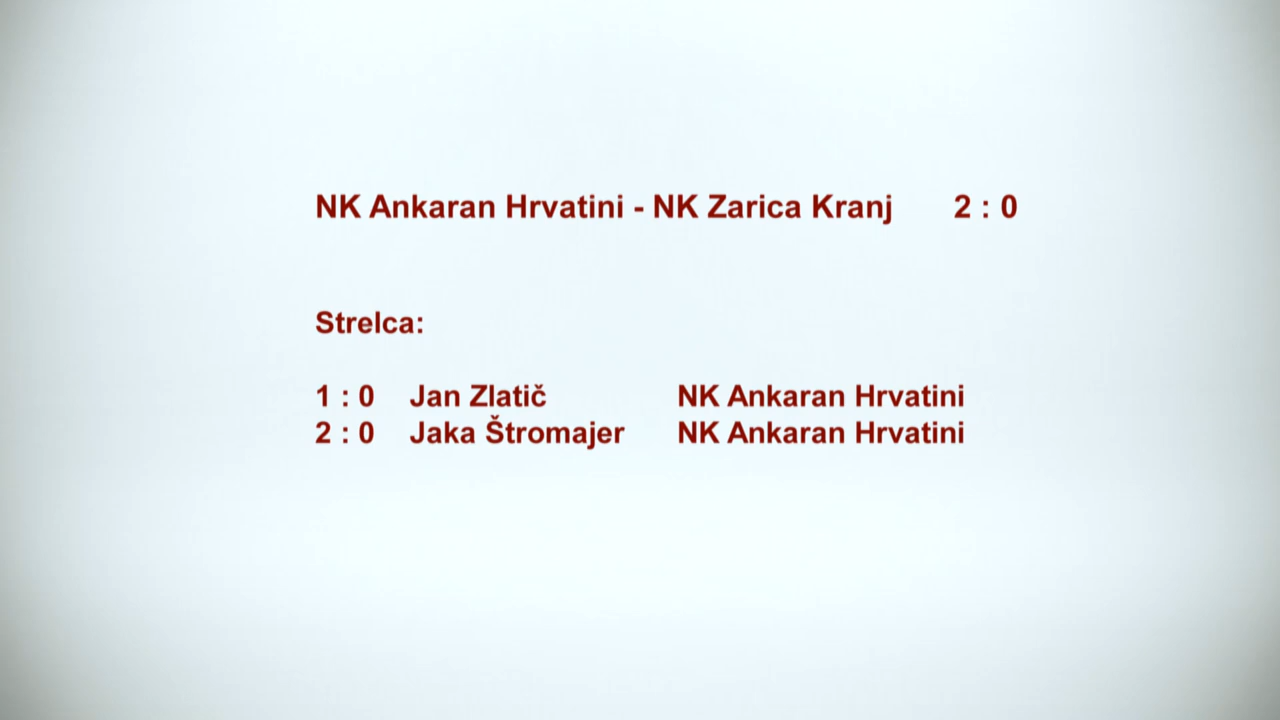 NK Ankaran Hrvatini - NK Zarica Kranj 2 : 0
Strelca:
1 : 0 Jan Zlatič NK Ankaran Hrvatini
2 : 0 Jaka Štromajer NK Ankaran Hrvatini